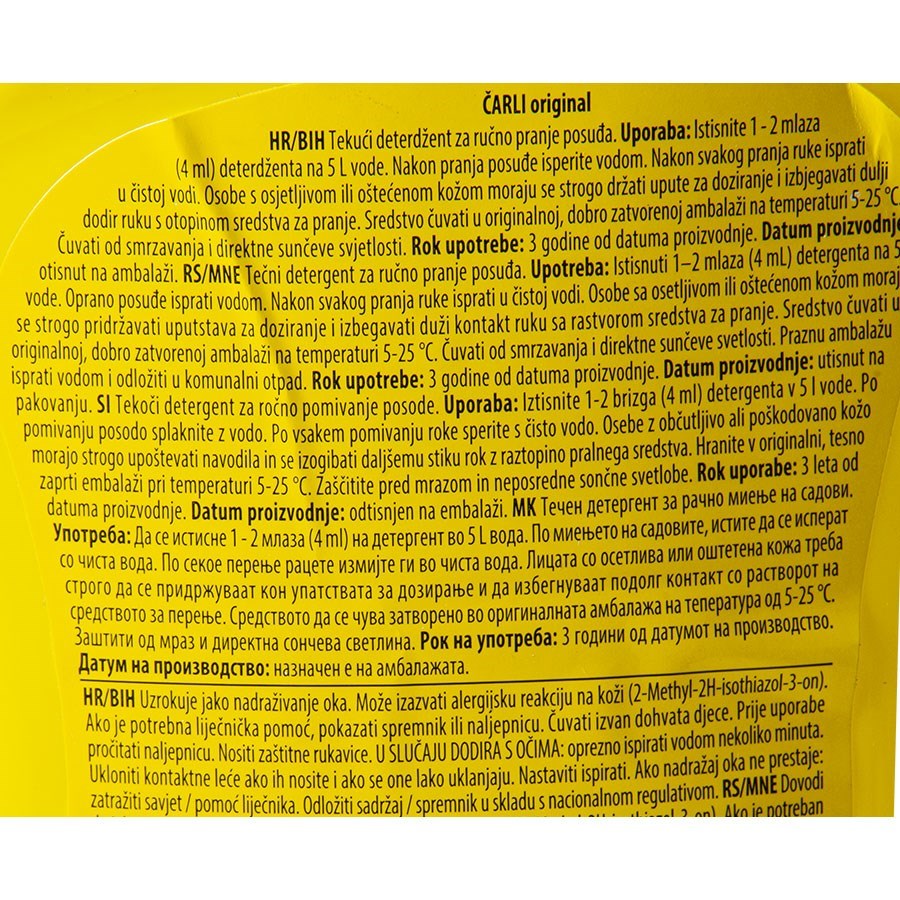 ČARLI original
HR/BIH Tekući deterdžent za ručno pranje posuđa. Uporaba: Istisnite 1 - 2 mlaza
(4 ml) deterdženta na 5 L vode. Nakon pranja posuđe isperite vodom. Nakon svakog pranja ruke isprati
u čistoj vodi. Osobe s osjetljivom ili oštećenom kožom moraju se strogo držati upute za doziranje i izbjegavati dulji
dodir ruku s otopinom sredstva za pranje. Sredstvo čuvati u originalnoj, dobro zatvorenoj ambalaži na temperaturi 5-25 °C.
Čuvati od smrzavanja i direktne sunčeve svjetlosti. Rok upotrebe: 3 godine od datuma proizvodnje. Datum proizvodnje
otisnut na ambalaži. RS/MNE Tečni detergent za ručno pranje posuđa. Upotreba: Istisnuti 1–2 mlaza (4 mL) detergenta na 5
vode. Oprano posuđe isprati vodom. Nakon svakog pranja ruke isprati u čistoj vodi. Osobe sa osetljivom ili oštećenom kožom moraj
se strogo pridržavati uputstava za doziranje i izbegavati duži kontakt ruku sa rastvorom sredstva za pranje. Sredstvo čuvati u
originalnoj, dobro zatvorenoj ambalaži na temperaturi 5-25 °C. Čuvati od smrzavanja i direktne sunčeve svetlosti. Praznu ambalažu
isprati vodom i odložiti u komunalni otpad. Rok upotrebe: 3 godine od datuma proizvodnje. Datum proizvodnje: utisnut na
pakovanju. SI Tekoči detergent za ročno pomivanje posode. Uporaba: Iztisnite 1-2 brizga (4 ml) detergenta v 5 l vode. Po
pomivanju posodo splaknite z vodo. Po vsakem pomivanju roke sperite s čisto vodo. Osebe z občutljivo ali poškodovano kožo
morajo strogo upoštevati navodila in se izogibati daljšemu stiku rok z raztopino pralnega sredstva. Hranite v originalni, tesno
zaprti embalaži pri temperaturi 5-25 °C. Zaščitite pred mrazom in neposredne sončne svetlobe. Rok uporabe: 3 leta od
datuma proizvodnje. Datum proizvodnje: odtisnjen na embalaži. MK Течен детергент за рачно миење на садови.
Употреба: Да се истисне 1 - 2 млаза (4 ml) на детергент во 5 L вода. По миењето на садовите, истите да се исперат
со чиста вода. По секое перење рацете измијте ги во чиста вода. Лицата со осетлива или оштетена кожа треба
строго да се придржуваат кон упатствата за дозирање и да избегнуваат подолг контакт со растворот на
средството за перење. Средството да се чува затворено во оригиналната амбалажа на тепература од 5-25 °C.
Заштити од мраз и директна сончева светлина. Рок на употреба: 3 години од датумот на производство.
Датум на производство: назначен е на амбалажата.
HR/BIH Uzrokuje jako nadraživanje oka. Može izazvati alergijsku reakciju na koži (2-Methyl-2H-isothiazol-3-on).
Ako je potrebna liječnička pomoć, pokazati spremnik ili naljepnicu. Čuvati izvan dohvata djece. Prije uporabe
pročitati naljepnicu. Nositi zaštitne rukavice. U SLUČAJU DODIRA S OČIMA: oprezno ispirati vodom nekoliko minuta.
Ukloniti kontaktne leće ako ih nosite i ako se one lako uklanjaju. Nastaviti ispirati. Ako nadražaj oka ne prestaje:
zatražiti savjet / pomoć liječnika. Odložiti sadržaj / spremnik u skladu s nacionalnom regulativom. RS/MNE Dovodi
Ako je potreban